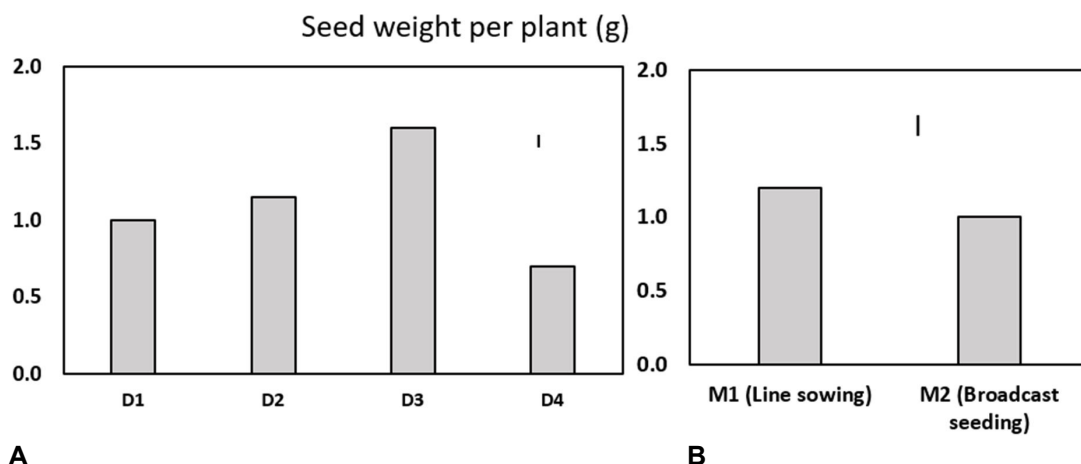 Seed weight per plant (g)
2.0
1.5
1.0
0.5
0.0
D1 D2 D3 D4
A
2.0
1.5
1.0
0.5
0.0
M1 (Line sowing) M2 (Broadcast
seeding)
B